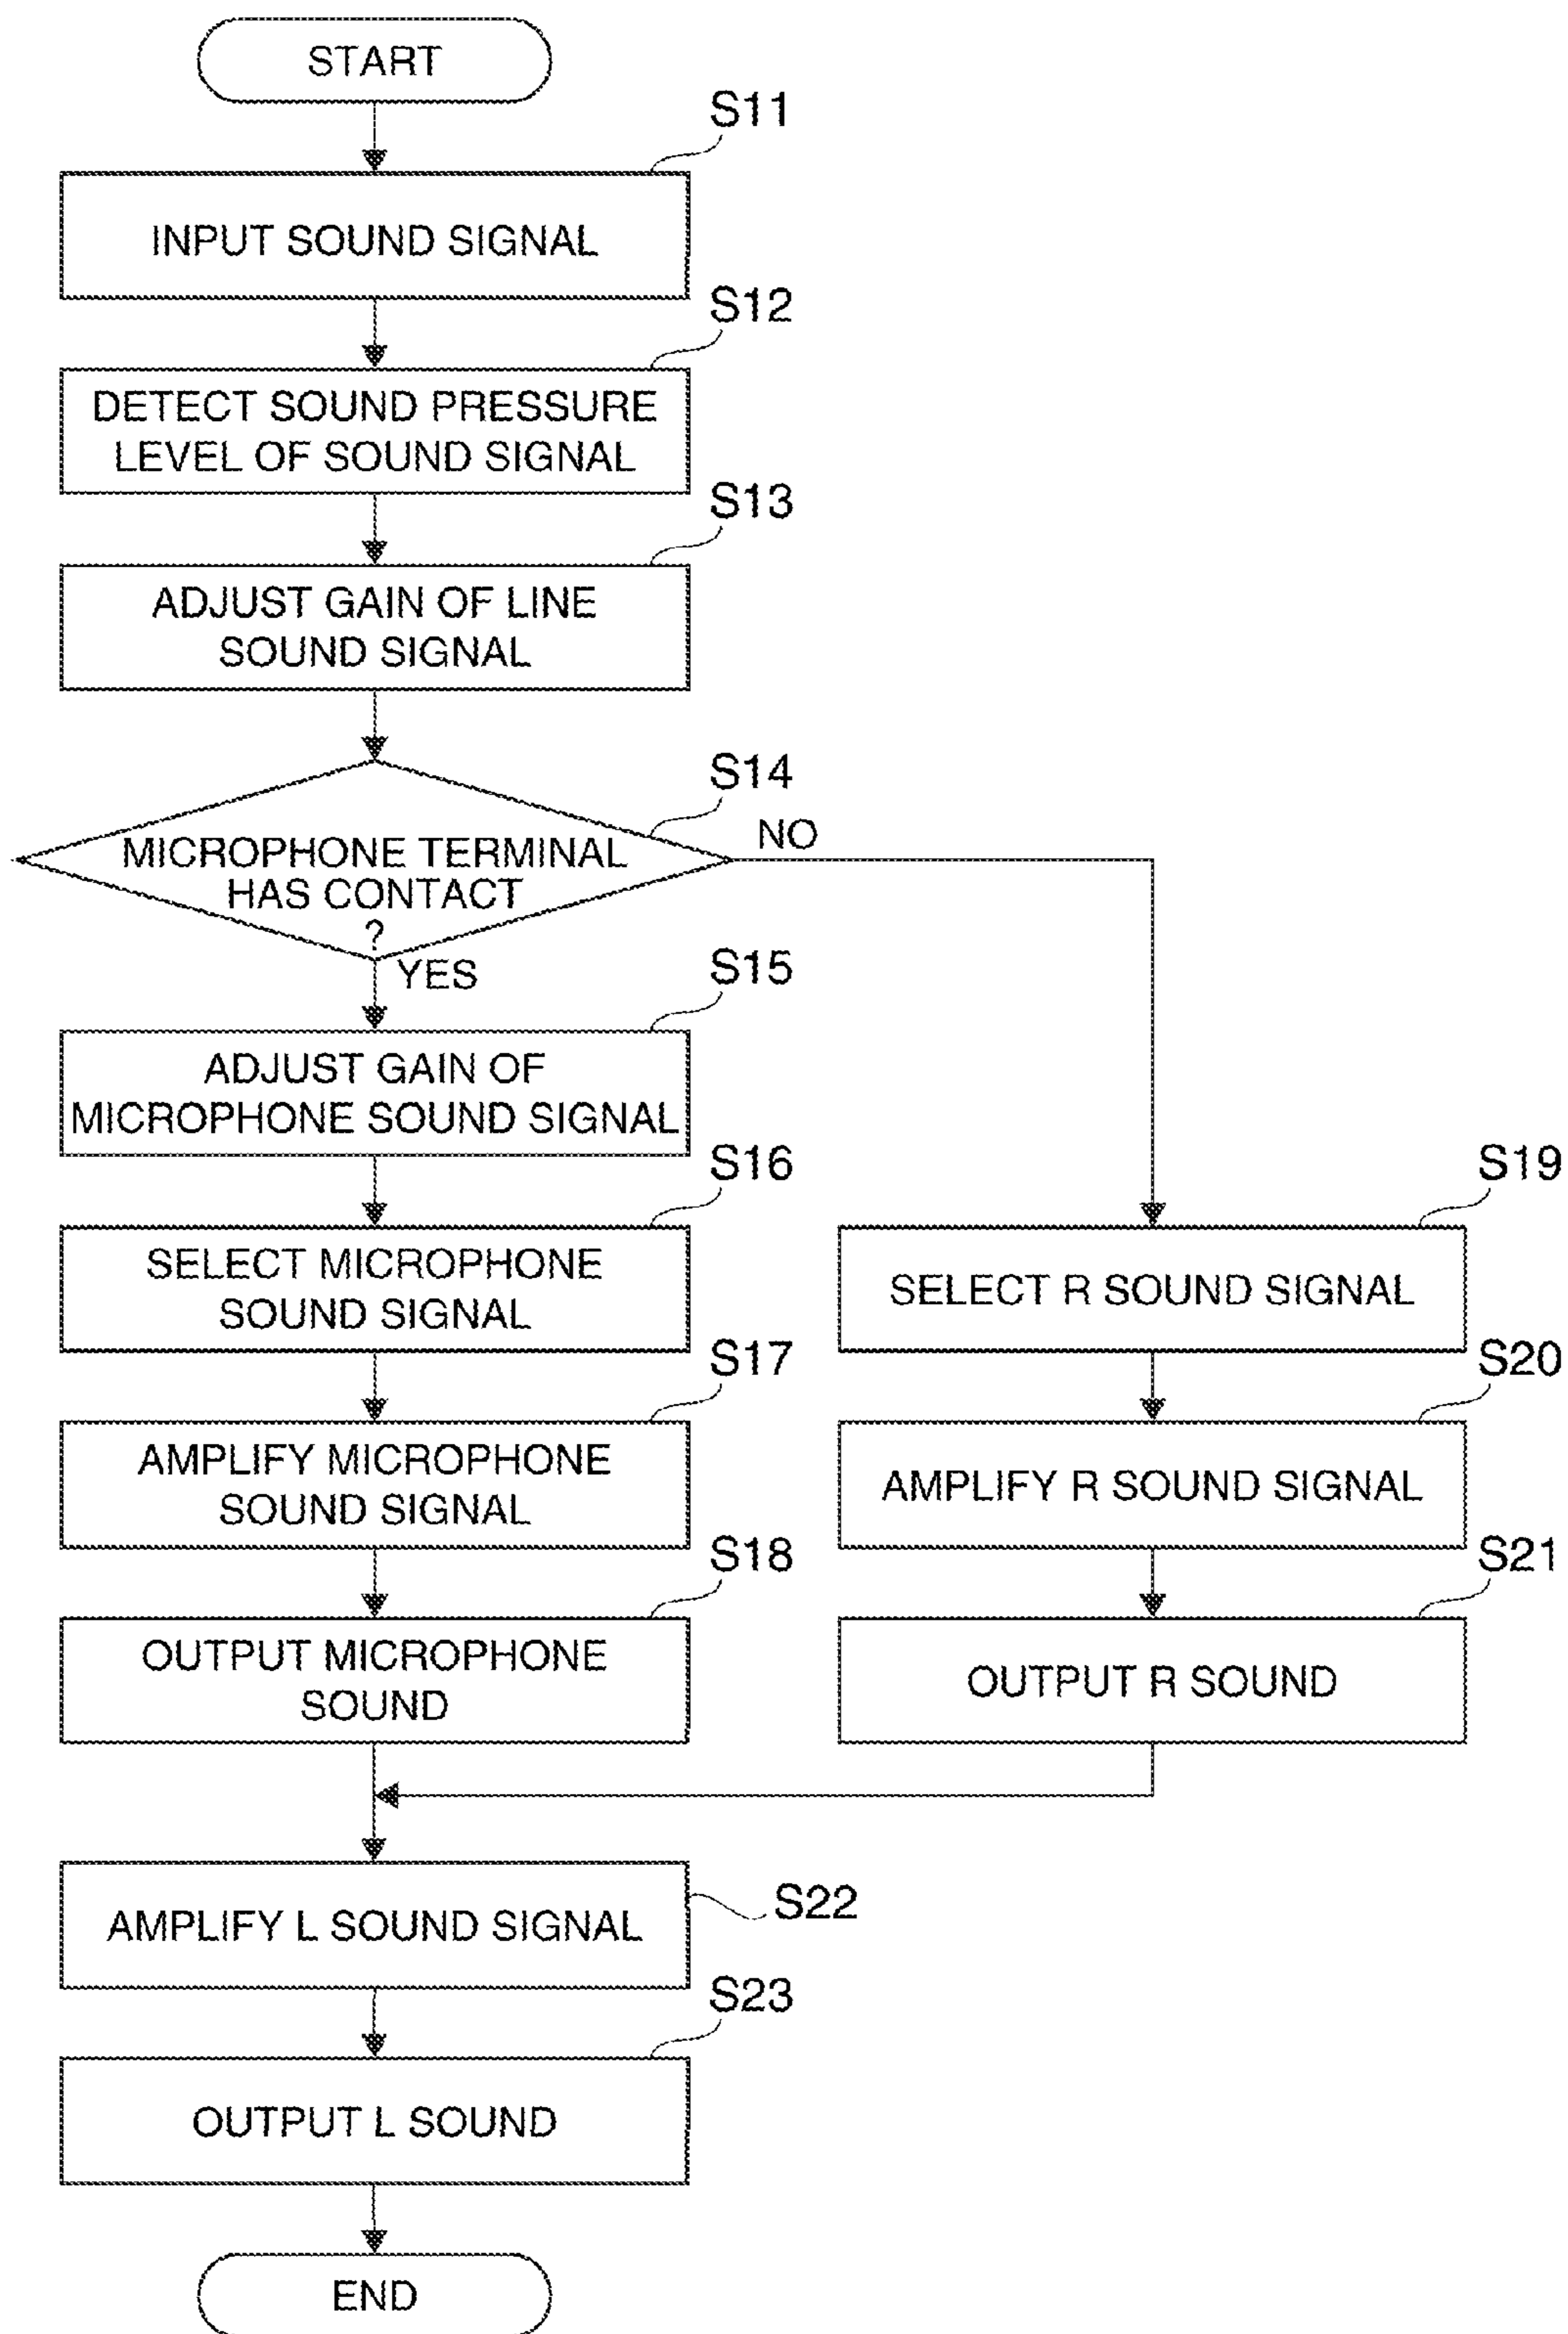 START
S11
INPUT SOUND SIGNAL
S12
DETECT SOUND PRESSURE
LEVEL OF SOUND SIGNAL
S13
ADJUST GAIN OF LINE
SOUND SIGNAL
S14
NO
MICROPHONE TERMINAL
HAS CONTACT
?
YES
S15
ADJUST GAIN OF
MICROPHONE SOUND SIGNAL
S16
SELECT MICROPHONE
SOUND SIGNAL
S17
AMPLIFY MICROPHONE
SOUND SIGNAL
S18
OUTPUT MICROPHONE
SOUND
S19
SELECT R SOUND SIGNAL
S20
AMPLIFY R SOUND SIGNAL
S21
OUTPUT R SOUND
S22
AMPLIFY L SOUND SIGNAL
S23
OUTPUT L SOUND
END